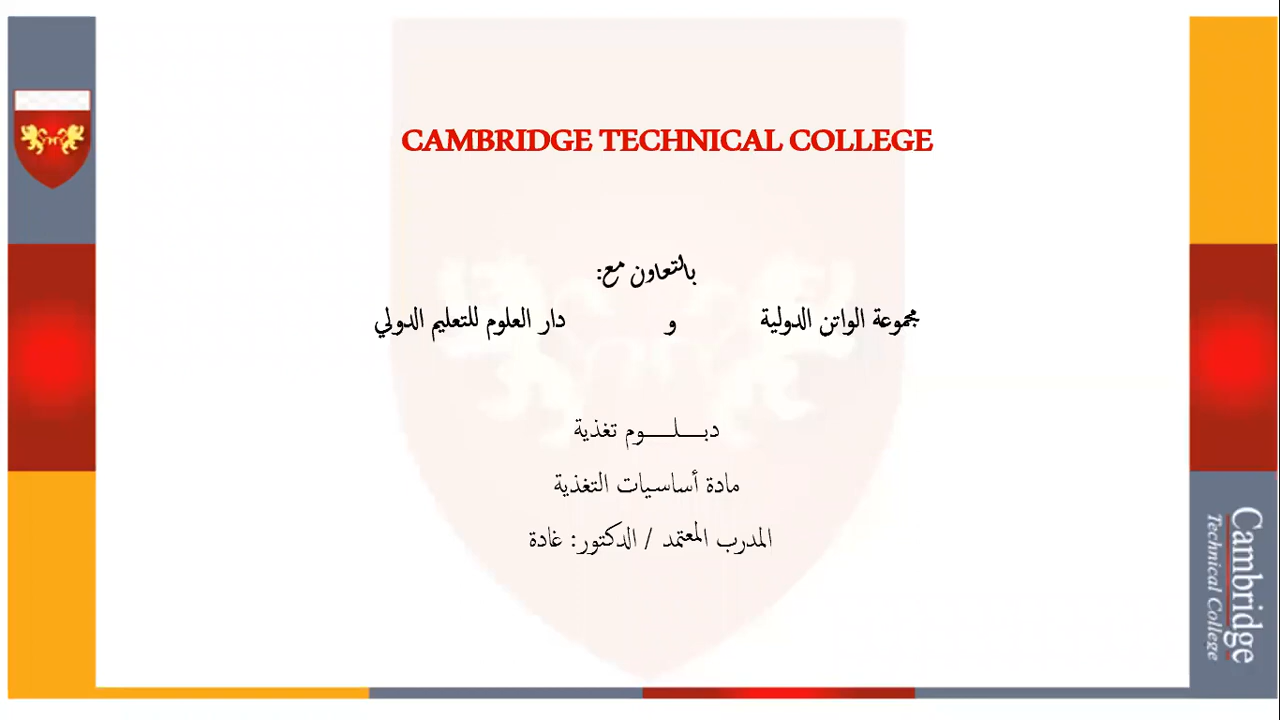 CAMBRIDGE TECHNICAL COLLEGE
بالتعاون مع:
مجموعة الواتن الدولية و دار العلوم للتعليم الدولي
دبـــلـــــوم تغذية
مادة أساسيات التغذية
المدرب المعتمد / الدكتور: غادة
Cambridge
Technical College